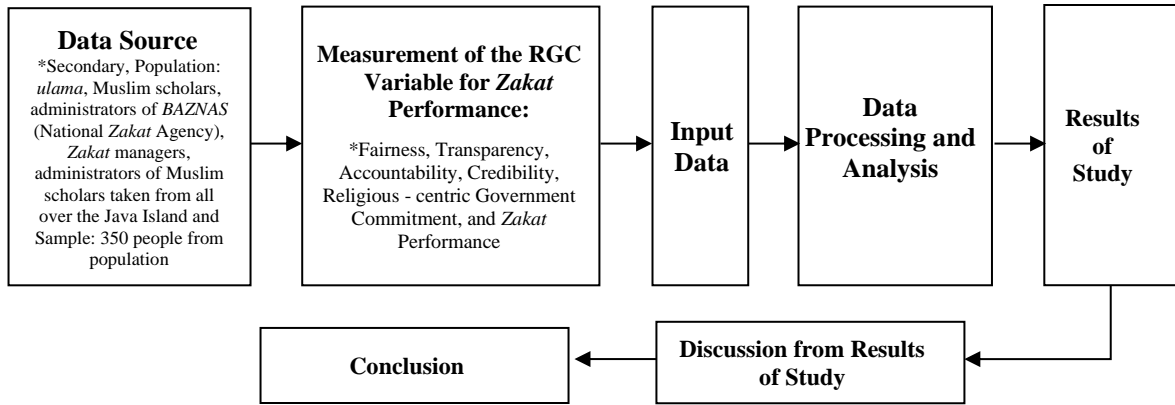 Data Source
*Secondary, Population:
ulama, Muslim scholars,
administrators of BAZNAS
(National Zakat Agency),
Zakat managers,
administrators of Muslim
scholars taken from all
over the Java Island and
Sample: 350 people from
population
Measurement of the RGC
Variable for Zakat
Performance:
*Fairness, Transparency,
Accountability, Credibility,
Religious - centric Government
Commitment, and Zakat
Performance
Input
Data
Data
Processing and
Analysis
Results
of
Study
Discussion from Results
of Study
Conclusion